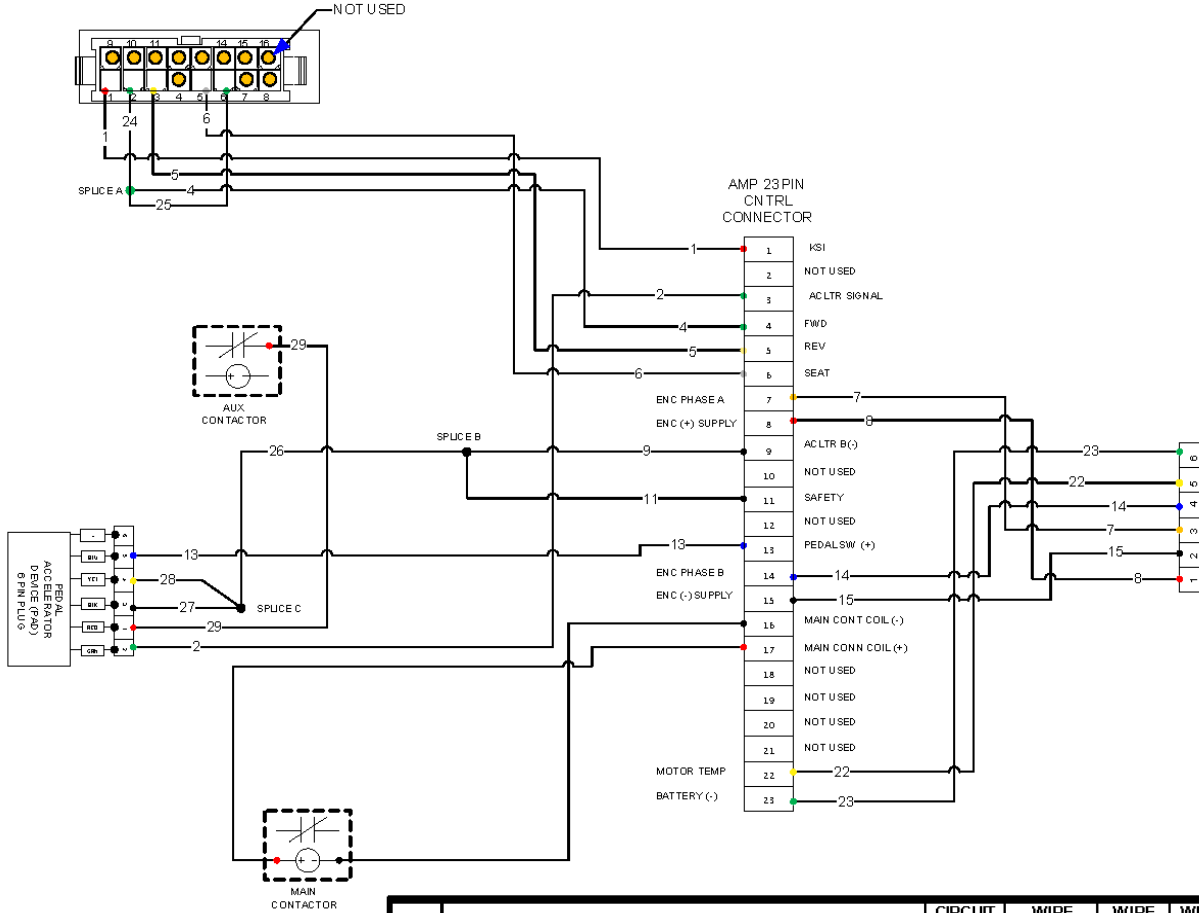 NOT USED
9 10 11 14 15 16
1 2 3 4 5 6 7 8
24
6
1
5
SPLICE A
4
25
AMP 23 PIN
CNTRL
CONNECTOR
1
1
KSI
2
NOT USED
2
3
ACLTR SIGNAL
4
4
FWD
5
5
REV
6
6
SEAT
29
AUX
CONTACTOR
ENC PHASE A
7
7
ENC (+) SUPPLY
8
8
SPLICE B
26
9
9
ACLTR B(-)
23
6
10
NOT USED
22
5
11
11
SAFETY
14
4
12
NOT USED
7
3
13
13
13
PEDALSW (+)
15
2
PEDAL
ACCELERATOR
DEVICE (PAD)
6 PIN PLUG
-
BLU
YEL
BLK
RED
GRN
28
27
SPLICE C
29
2
ENC PHASE B
14
14
8
1
ENC (-) SUPPLY
15
15
16
MAIN CONT COIL (-)
17
MAIN CONN COIL (+)
18
NOT USED
19
NOT USED
20
NOT USED
21
NOT USED
MOTOR TEMP
22
22
BATTERY (-)
23
23
+
+ -
MAIN
CONTACTOR
CIRCUIT WIRE WIRE